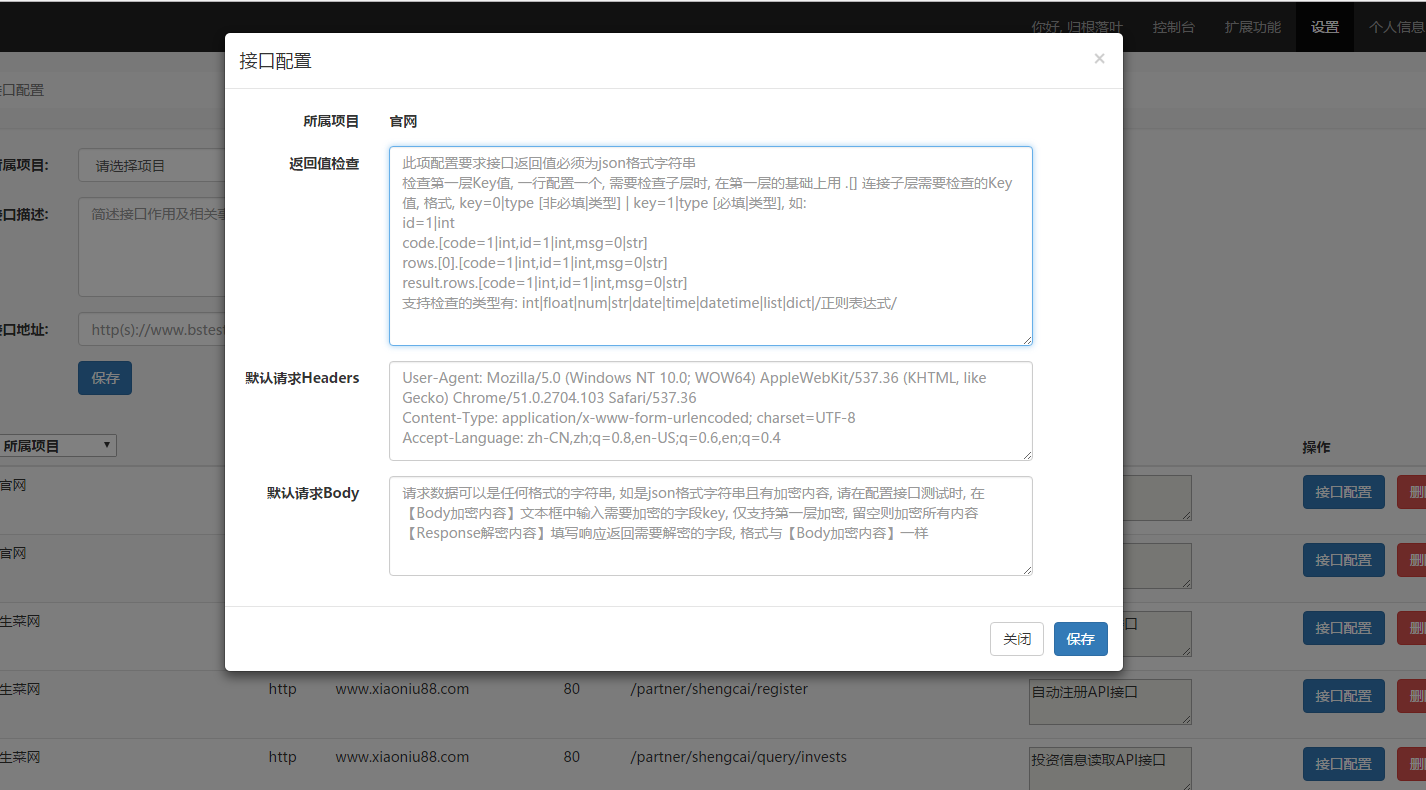 你好, 归根落叶 控制台 扩展功能 设置 个人信息
接口配置
×
口配置
所属项目 官网
属项目: 请选择项目
返回值检查
此项配置要求接口返回值必须为json格式字符串
检查第一层Key值, 一行配置一个, 需要检查子层时, 在第一层的基础上用 .[] 连接子层需要检查的Key
值, 格式, key=0|type [非必填|类型] | key=1|type [必填|类型], 如:
id=1|int
code.[code=1|int,id=1|int,msg=0|str]
rows.[0].[code=1|int,id=1|int,msg=0|str]
result.rows.[code=1|int,id=1|int,msg=0|str]
支持检查的类型有: int|float|num|str|date|time|datetime|list|dict|/正则表达式/
口描述: 简述接口作用及相关
口地址: http(s)://www.bstest
保存
默认请求Headers
User-Agent: Mozilla/5.0 (Windows NT 10.0; WOW64) AppleWebKit/537.36 (KHTML, like
Gecko) Chrome/51.0.2704.103 Safari/537.36
Content-Type: application/x-www-form-urlencoded; charset=UTF-8
Accept-Language: zh-CN,zh;q=0.8,en-US;q=0.6,en;q=0.4
默认请求Body
请求数据可以是任何格式的字符串, 如是json格式字符串且有加密内容, 请在配置接口测试时, 在
【Body加密内容】文本框中输入需要加密的字段key, 仅支持第一层加密, 留空则加密所有内容
【Response解密内容】填写响应返回需要解密的字段, 格式与【Body加密内容】一样
关闭 保存
所属项目 操作
官网 接口配置 删
官网 接口配置 删
生菜网 口 接口配置 删
生菜网 http www.xiaoniu88.com 80 /partner/shengcai/register 自动注册API接口 接口配置 删
生菜网 http www.xiaoniu88.com 80 /partner/shengcai/query/invests 投资信息读取API接口 接口配置 删